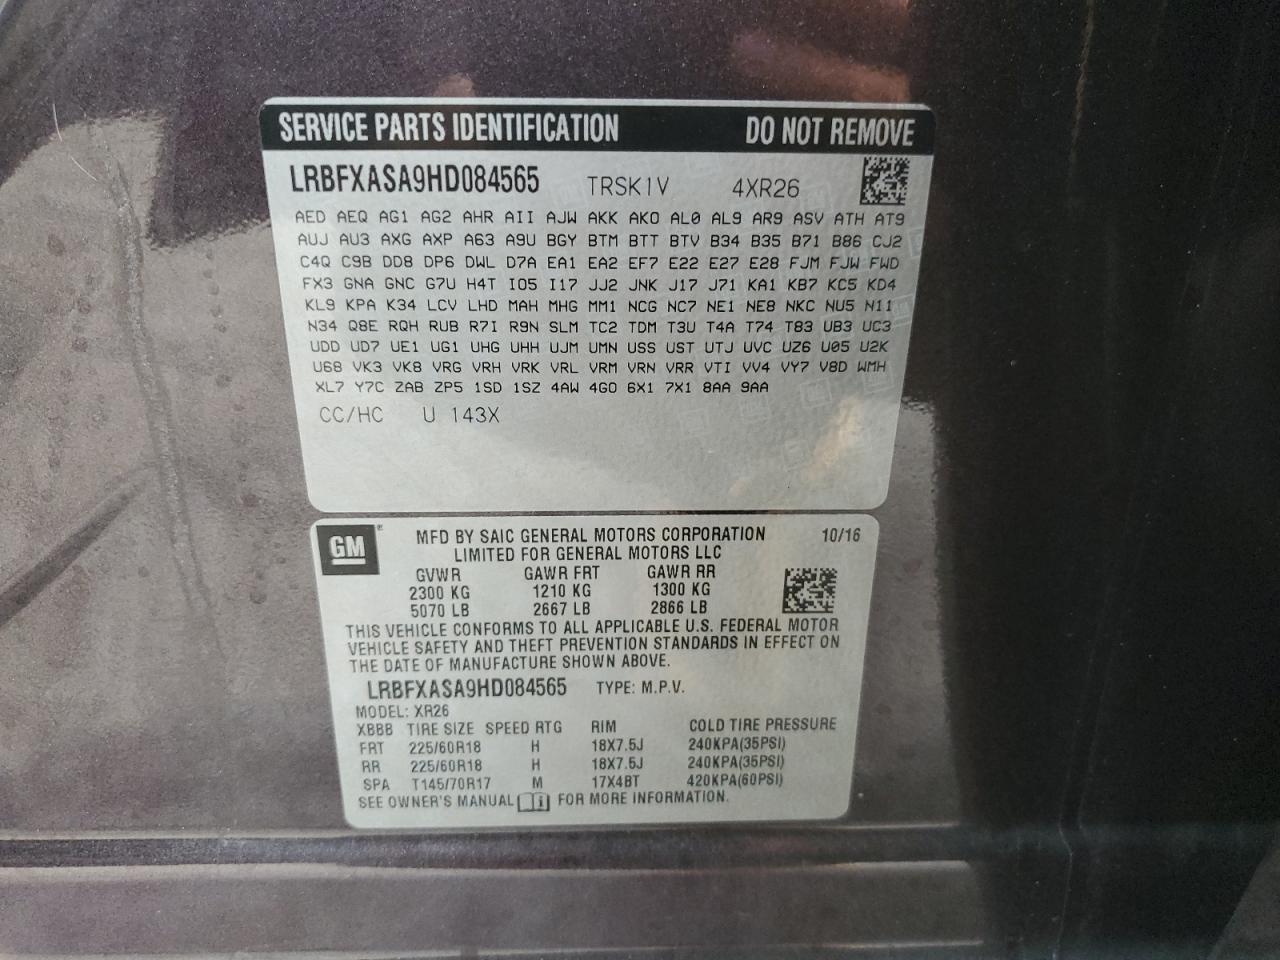 SERVICE PARTS IDENTIFICATION DO NOT REMOVE
LRBFXASA9HD084565 TRSK1V 4XR26
AED AEQ AG1 AG2 AHR AII AJW AKK AKO AL0 AL9 AR9 ASV ATH AT9
AUJ AU3 AXG AXP A63 A9U BGY BTM BTT BTV B34 B35 B71 B86 CJ2
C4Q C9B DD8 DP6 DWL D7A EA1 EA2 EF7 E22 E27 E28 FJM FJW FWD
FX3 GNA GNC G7U H4T IO5 I17 JJ2 JNK J17 J71 KA1 KB7 KC5 KD4
KL9 KPA K34 LCV LHD MAH MHG MM1 NCG NC7 NE1 NE8 NKC NU5 N11
N34 Q8E RQH RUB R7I R9N SLM TC2 TDM T3U T4A T74 T83 UB3 UC3
UDD UD7 UE1 UG1 UHG UHH UJM UMN USS UST UTJ UVC UZ6 U05 U2K
U68 VK3 VK8 VRG VRH VRK VRL VRM VRN VRR VTI VV4 VY7 V8D WMH
XL7 Y7C ZAB ZP5 1SD 1SZ 4AW 4GO 6X1 7X1 8AA 9AA
CC/HC U 143X
GM ® MFD BY SAIC GENERAL MOTORS CORPORATION 10/16
LIMITED FOR GENERAL MOTORS LLC
GVWR GAWR FRT GAWR RR
2300 KG 1210 KG 1300 KG
5070 LB 2667 LB 2866 LB
THIS VEHICLE CONFORMS TO ALL APPLICABLE U.S. FEDERAL MOTOR
VEHICLE SAFETY AND THEFT PREVENTION STANDARDS IN EFFECT ON
THE DATE OF MANUFACTURE SHOWN ABOVE.
LRBFXASA9HD084565 TYPE: M.P.V.
MODEL: XR26
XBBB TIRE SIZE SPEED RTG RIM COLD TIRE PRESSURE
FRT 225/60R18 H 18X7.5J 240KPA(35PSI)
RR 225/60R18 H 18X7.5J 240KPA(35PSI)
SPA T145/70R17 M 17X4BT 420KPA(60PSI)
SEE OWNER'S MANUAL FOR MORE INFORMATION.